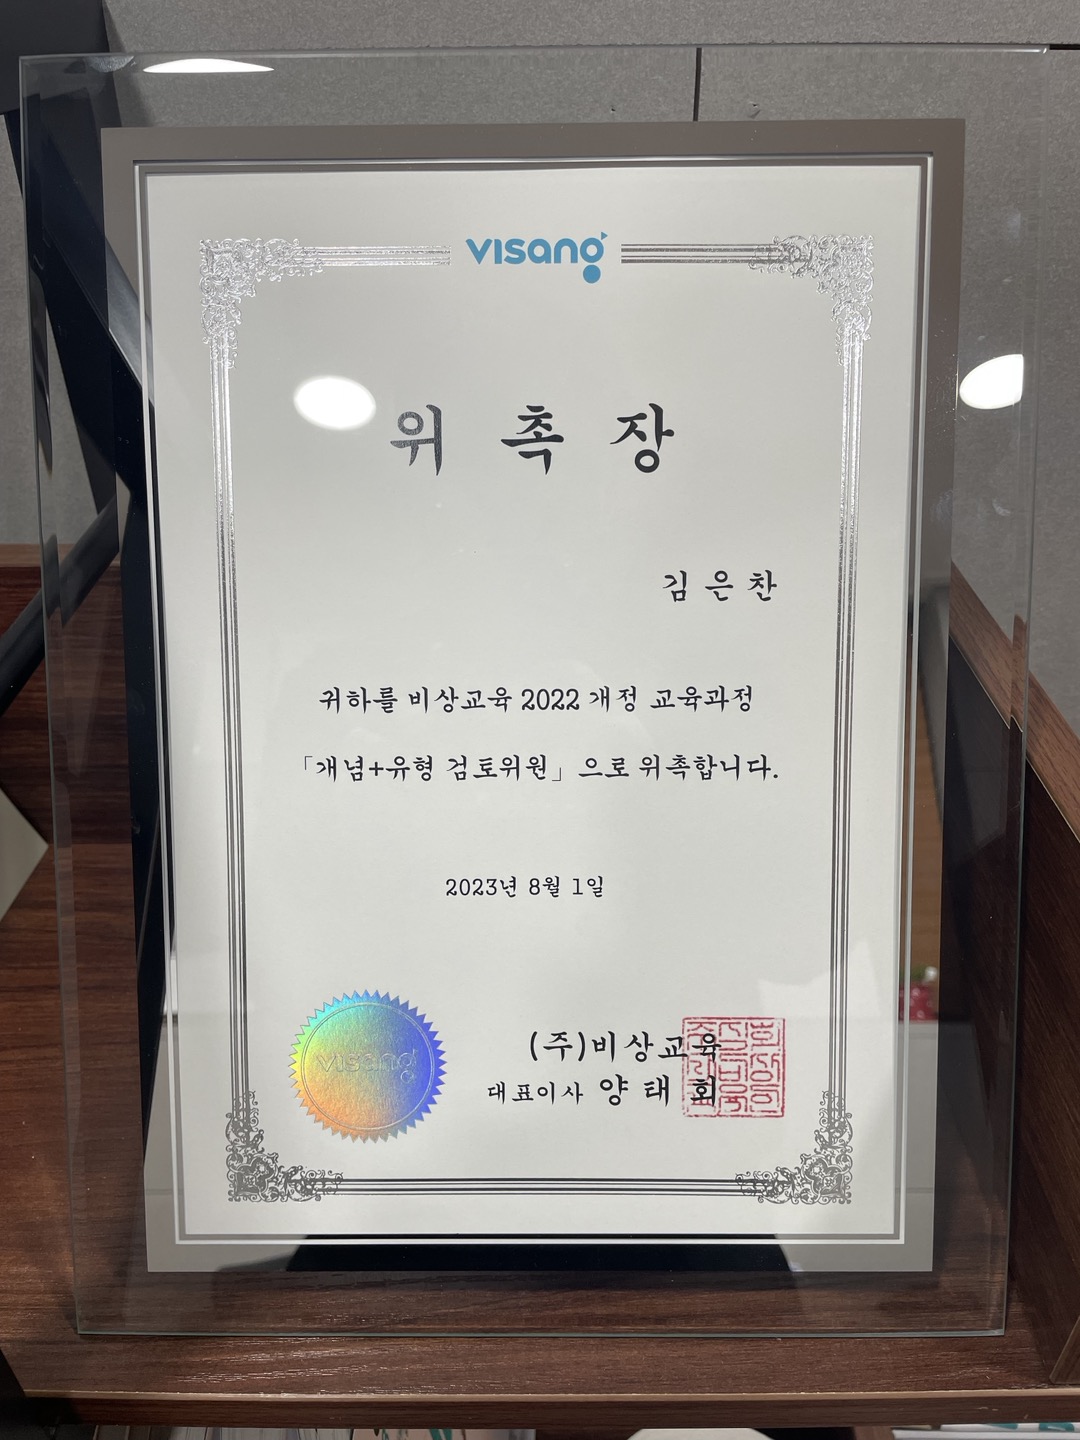 visang
위 촉 장
김 은 찬
귀하를 비상교육 2022 개정 교육과정
「개념+유형 검토위원」 으로 위촉합니다.
2023년 8월 1일
visang
(주)비상교육
대표이사 양 태 회